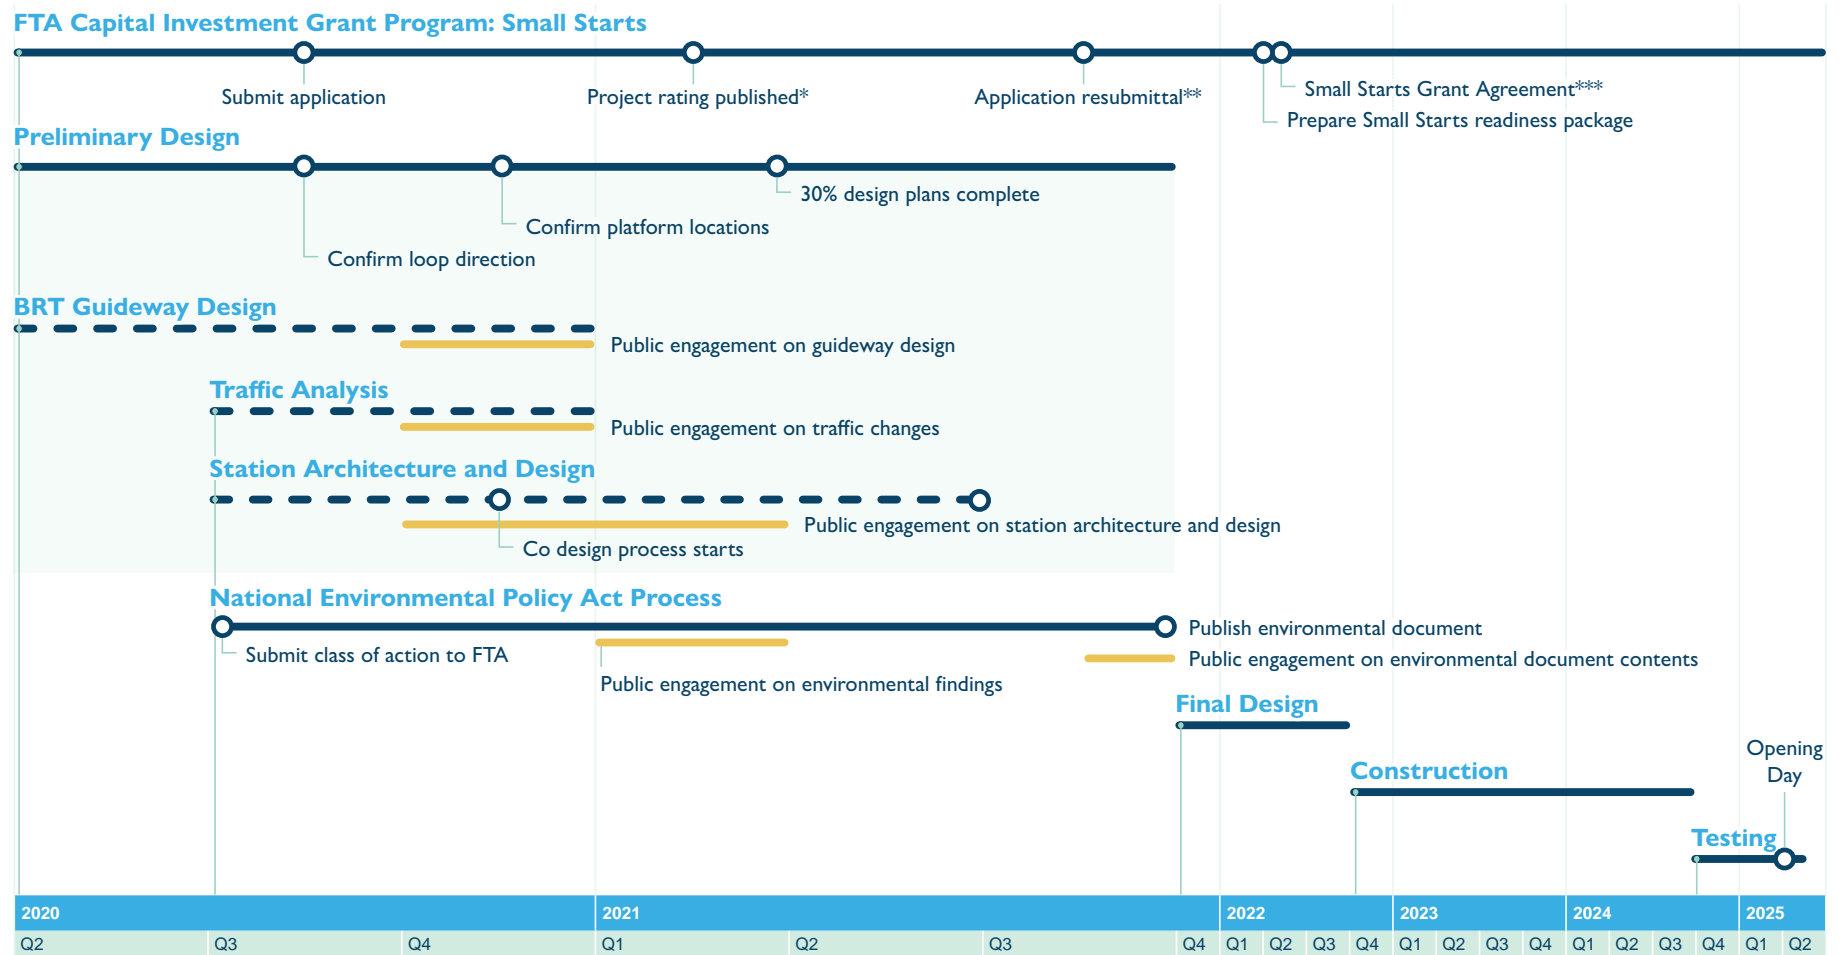 FTA Capital Investment Grant Program: Small Starts
Submit application
Project rating published*
Application resubmittal**
Small Starts Grant Agreement***
Prepare Small Starts readiness package
Preliminary Design
30% design plans complete
Confirm platform locations
Confirm loop direction
BRT Guideway Design
Public engagement on guideway design
Traffic Analysis
Public engagement on traffic changes
Station Architecture and Design
Public engagement on station architecture and design
Co design process starts
National Environmental Policy Act Process
Publish environmental document
Submit class of action to FTA
Public engagement on environmental document contents
Public engagement on environmental findings
Final Design
Opening
Day
Construction
Testing
2020 2021 2022 2023 2024 2025
Q2 Q3 Q4 Q1 Q2 Q3 Q4 Q1 Q2 Q3 Q4 Q1 Q2 Q3 Q4 Q1 Q2 Q3 Q4 Q1 Q2